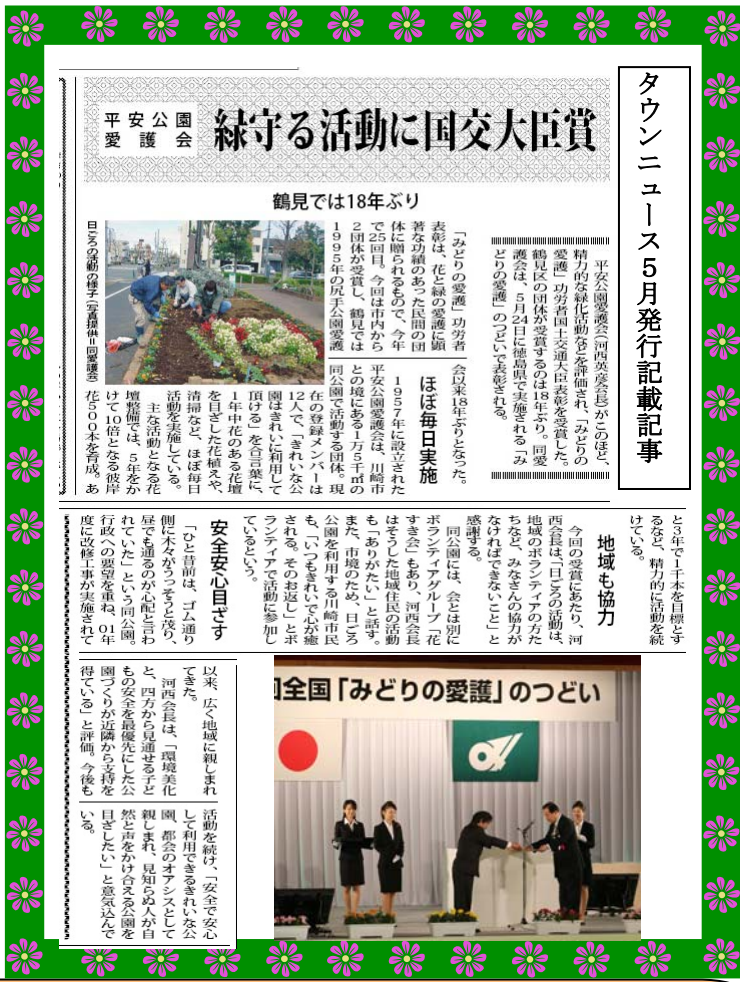 タウンニュース５月発行記載記事
平安公園
愛護会
緑守る活動に国交大臣賞
鶴見では18年ぶり
平安公園愛護会(河西英彦会長)がこのほど、
精力的な緑化活動などを評価され、「みどりの
愛護」功労者国土交通大臣表彰を受賞した。
鶴見区の団体が受賞するのは18年ぶり。同愛
護会は、5月24日に徳島県で実施される「み
どりの愛護」のつどいで表彰される。
「みどりの愛護」功労者
表彰は、花と緑の愛護に顕
著な功績のあった民間の団
体に贈られるもので、今年
で25回目。今回は市内から
2団体が受賞し、鶴見では
1995年の尻手公園愛護
会以来18年ぶりとなった。
ほぼ毎日実施
1957年に設立された
平安公園愛護会は、川崎市
との境にある1万5千㎡の
同公園で活動する団体。現
在の登録メンバーは
12人で、「きれいな公
園はきれいに利用して
頂ける」を合言葉に、
1年中花のある花壇
を目ざした花植えや、
清掃など、ほぼ毎日
活動を実施している。
主な活動となる花
壇整備では、5年をか
けて10倍となる彼岸
花500本を育成。あ
日ごろの活動の様子(写真提供＝同愛護会)
と3年で1千本を目標とす
るなど、精力的に活動を続
けている。
地域も協力
今回の受賞にあたり、河
西会長は、「日ごろの活動は、
地域のボランティアの方た
ちなど、みなさんの協力が
なければできないこと」と
感謝する。
同公園には、会とは別に
ボランティアグループ「花
すき会」もあり、河西会長
はそうした地域住民の活動
も「ありがたい」と話す。
また、市境のため、日ごろ
公園を利用する川崎市民
も、「いつもきれいで心が癒
される。そのお返し」とボ
ランティアで活動に参加し
ているという。
安全安心目ざす
「ひと昔前は、ゴム通り
側に木々がうっそうと茂り、
昼でも通るのが心配と言わ
れていた」という同公園。
行政への要望を重ね、01年
度に改修工事が実施されて
以来、広く地域に親しまれ
てきた。
河西会長は、「環境美化
と、四方から見通せる子ど
もの安全を最優先にした公
園づくりが近隣から支持を
得ている」と評価。今後も
活動を続け、「安全で安心
して利用できるきれいな公
園、都会のオアシスとして
親しまれ、見知らぬ人が自
然と声をかけ合える公園を
目ざしたい」と意気込んで
いる。
回全国「みどりの愛護」のつどい